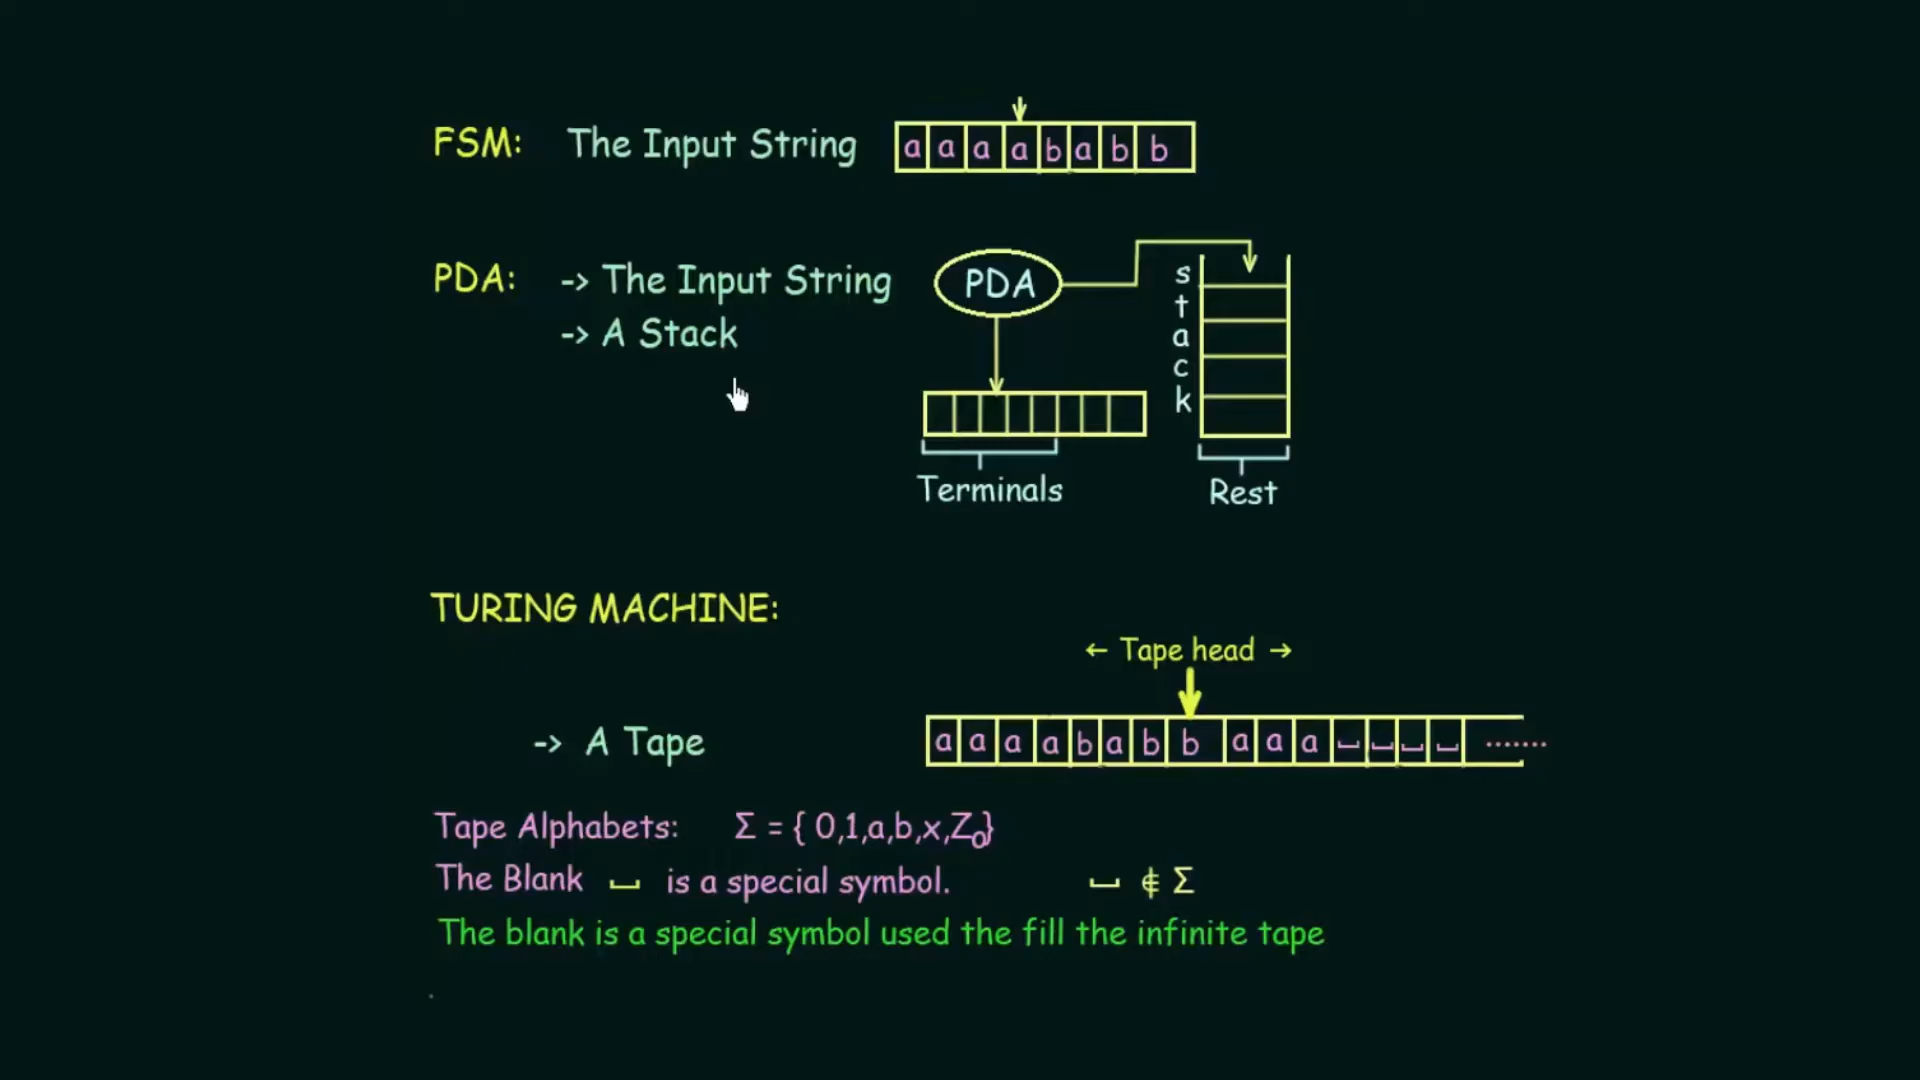 FSM: The Input String a a a a b a b b
PDA: -> The Input String
-> A Stack
PDA
stack
Terminals
Rest
TURING MACHINE:
← Tape head →
-> A Tape a a a a b a b b a a a ⎵ ⎵ ⎵ ⎵ .......
Tape Alphabets: Σ = { 0,1,a,b,x,Z₀}
The Blank ⎵ is a special symbol. ⎵ ∉ Σ
The blank is a special symbol used the fill the infinite tape